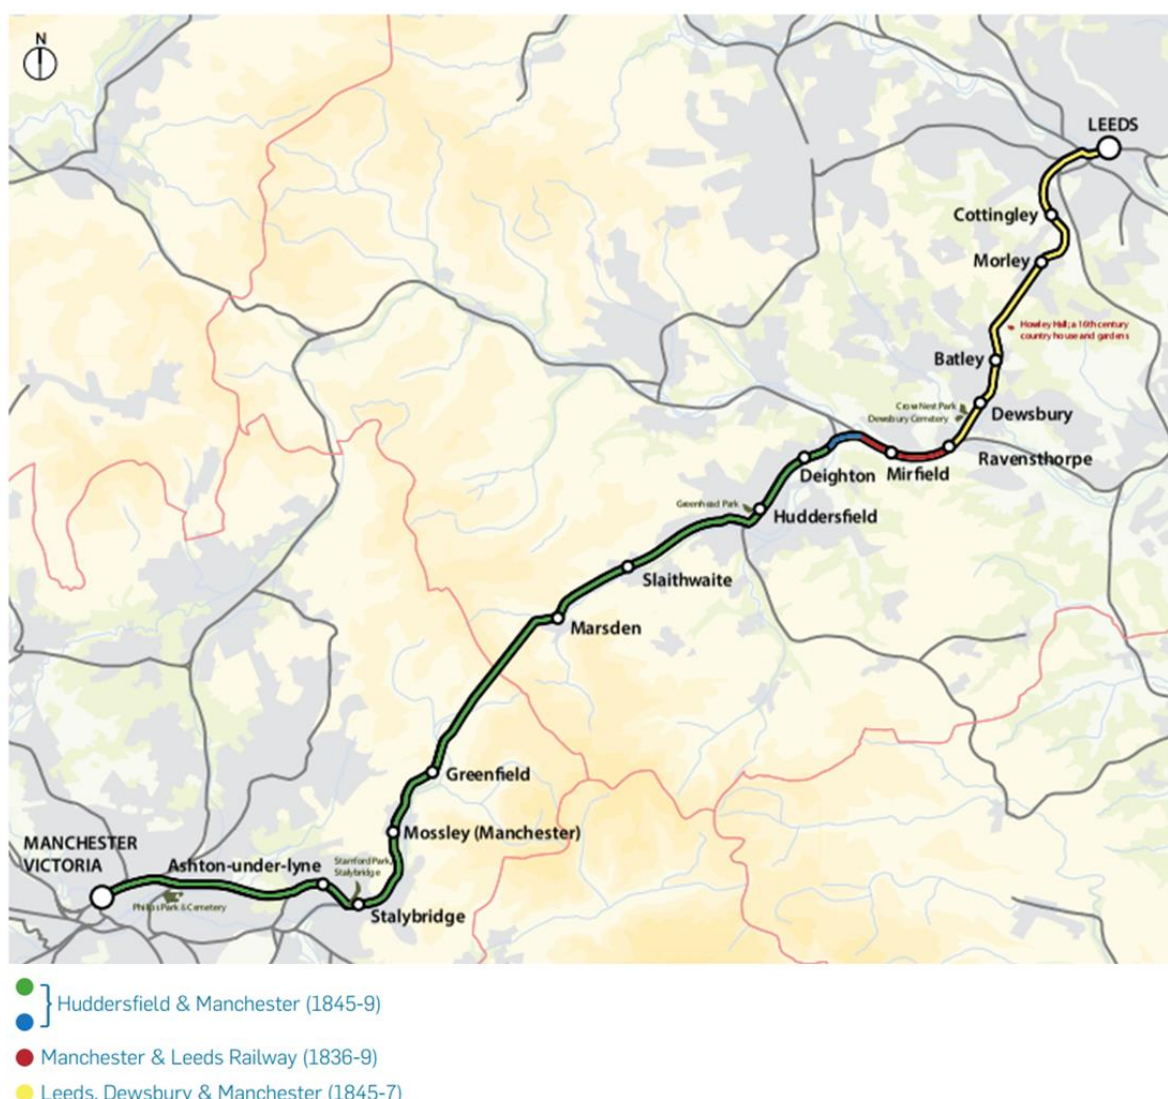 N
LEEDS
Cottingley
Morley
Howley Hall; a 16th century
country house and gardens
Batley
Crow Nest Park
Dewsbury Cemetery
Dewsbury
Ravensthorpe
Deighton
Mirfield
Greenhead Park
Huddersfield
Slaithwaite
Marsden
Greenfield
Mossley (Manchester)
MANCHESTER
VICTORIA
Ashton-under-lyne
Stamford Park,
Stalybridge
Philips Park & Cemetery
Stalybridge
Huddersfield & Manchester (1845-9)
Manchester & Leeds Railway (1836-9)
Leeds, Dewsbury & Manchester (1845-7)